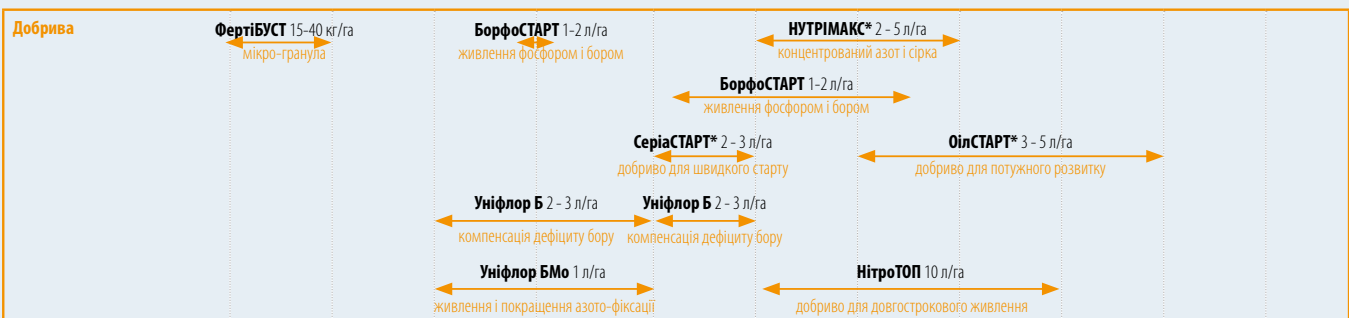 Добрива
ФертіБУСТ 15-40 кг/га
мікро-гранула
БорфоСТАРТ 1-2 л/га
живлення фосфором і бором
НУТРІМАКС* 2 - 5 л/га
концентрований азот і сірка
БорфоСТАРТ 1-2 л/га
живлення фосфором і бором
СеріаСТАРТ* 2 - 3 л/га
добриво для швидкого старту
ОілСТАРТ* 3 - 5 л/га
добриво для потужного розвитку
Уніфлор Б 2 - 3 л/га
компенсація дефіциту бору
Уніфлор Б 2 - 3 л/га
компенсація дефіциту бору
Уніфлор БМо 1 л/га
живлення і покращення азото-фіксації
НітроТОП 10 л/га
добриво для довгострокового живлення